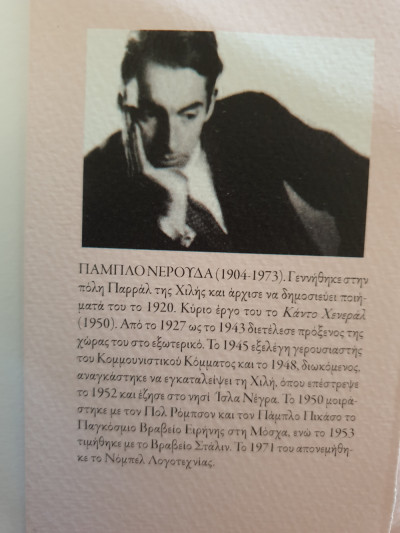 ΠΑΜΠΛΟ ΝΕΡΟΥΔΑ (1904-1973). Γεννήθηκε στην
πόλη Παρράλ της Χιλής και άρχισε να δημοσιεύει ποιή-
ματά του το 1920. Κύριο έργο του το Κάντο Χενεράλ
(1950). Από το 1927 ως το 1943 διετέλεσε πρόξενος της
χώρας του στο εξωτερικό. Το 1945 εξελέγη γερουσιαστής
του Κομμουνιστικού Κόμματος και το 1948, διωκόμενος,
αναγκάστηκε να εγκαταλείψει τη Χιλή, όπου επέστρεψε
το 1952 και έζησε στο νησί Ίσλα Νέγρα. Το 1950 μοιρά-
στηκε με τον Πολ Ρόμπσον και τον Πάμπλο Πικάσο το
Παγκόσμιο Βραβείο Ειρήνης στη Μόσχα, ενώ το 1953
τιμήθηκε με το Βραβείο Στάλιν. Το 1971 του απονεμήθη-
κε το Νομπελ Λογοτεχνίας.